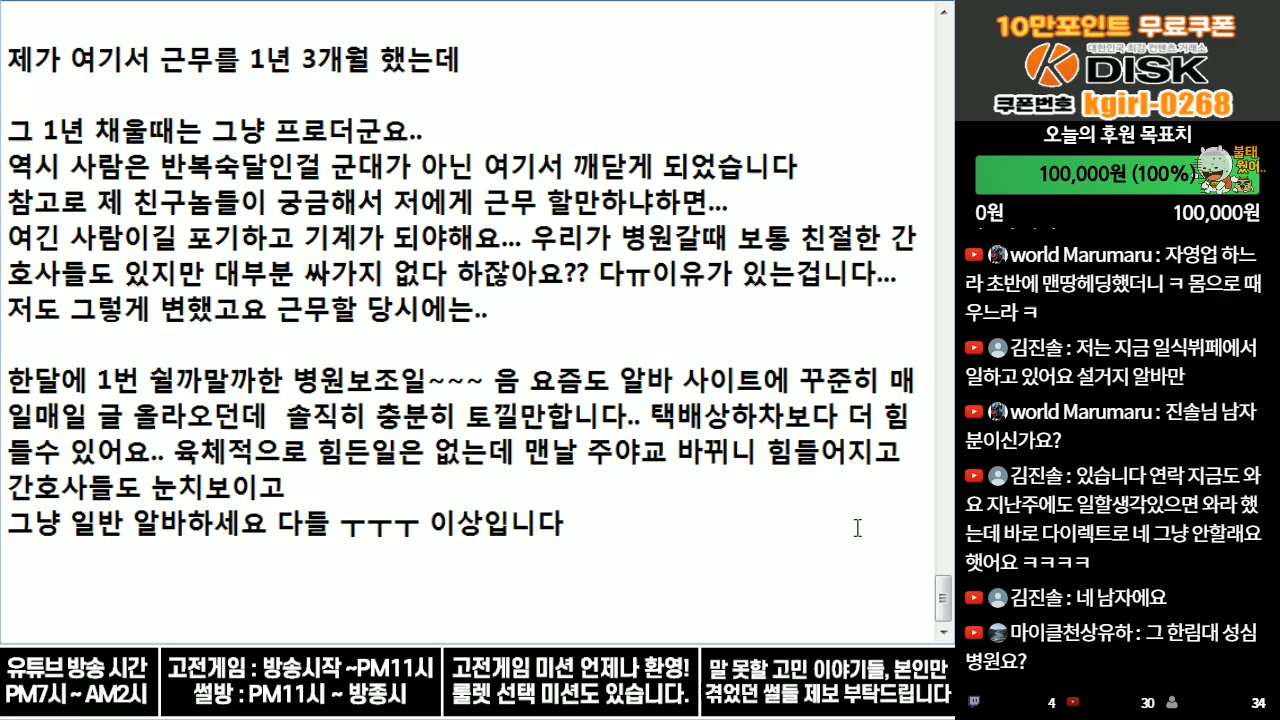 제가 여기서 근무를 1년 3개월 했는데
그 1년 채울때는 그냥 프로더군요..
역시 사람은 반복숙달인걸 군대가 아닌 여기서 깨닫게 되었습니다
참고로 제 친구놈들이 궁금해서 저에게 근무 할만하냐하면...
여긴 사람이길 포기하고 기계가 되야해요... 우리가 병원갈때 보통 친절한 간
호사들도 있지만 대부분 싸가지 없다 하잖아요?? 다ㅠ이유가 있는겁니다...
저도 그렇게 변했고요 근무할 당시에는..
한달에 1번 쉴까말까한 병원보조일~~~ 음 요즘도 알바 사이트에 꾸준히 매
일매일 글 올라오던데  솔직히 충분히 토낄만합니다.. 택배상하차보다 더 힘
들수 있어요.. 육체적으로 힘든일은 없는데 맨날 주야교 바뀌니 힘들어지고
간호사들도 눈치보이고
그냥 일반 알바하세요 다들 ㅜㅜㅜ 이상입니다
10만포인트 무료쿠폰
대한민국 최강 컨텐츠 거래소
K DISK
쿠폰번호 kgirl-0268
오늘의 후원 목표치
100,000원 (100%)
불태
웠어..
0원 100,000원
world Marumaru : 자영업 하느
라 초반에 맨땅헤딩했더니 ㅋ 몸으로 때
우느라 ㅋ
김진솔 : 저는 지금 일식뷔페에서
일하고 있어요 설거지 알바만
world Marumaru : 진솔님 남자
분이신가요?
김진솔 : 있습니다 연락 지금도 와
요 지난주에도 일할생각있으면 와라 했
는데 바로 다이렉트로 네 그냥 안할래요
햇어요 ㅋㅋㅋㅋ
김진솔 : 네 남자에요
마이클천상유하 : 그 한림대 성심
병원요?
4 30 34
유튜브 방송 시간
PM7시 ~ AM2시
고전게임 : 방송시작 ~PM11시
썰방 : PM11시 ~ 방종시
고전게임 미션 언제나 환영!
룰렛 선택 미션도 있습니다.
말 못할 고민 이야기들, 본인만
겪었던 썰들 제보 부탁드립니다